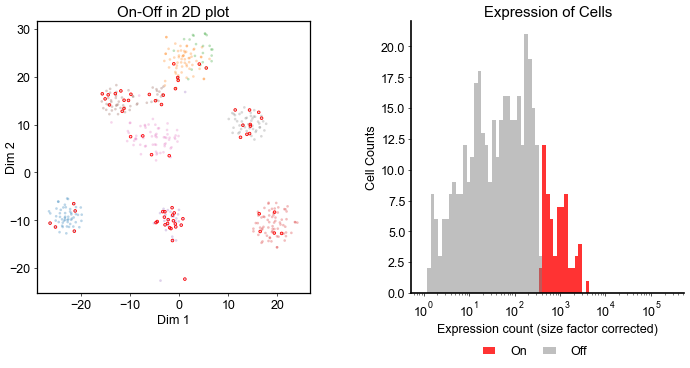 On-Off in 2D plot
30
20
10
0
−10
−20
Dim 2
−20 −10 0 10 20
Dim 1
Expression of Cells
20.0
17.5
15.0
12.5
10.0
7.5
5.0
2.5
0.0
Cell Counts
10⁰ 10¹ 10² 10³ 10⁴ 10⁵
Expression count (size factor corrected)
On Off